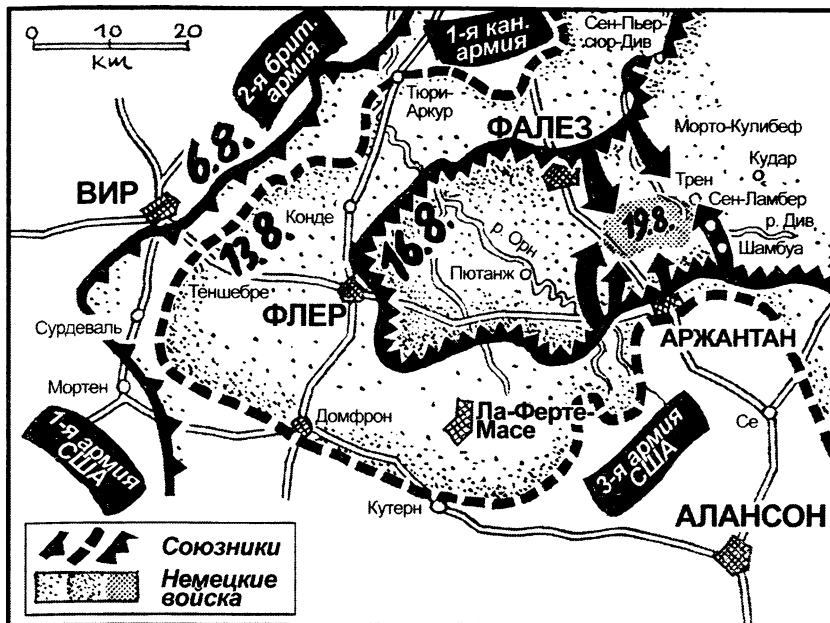 0 10 20
км
2-я брит.
армия
1-я кан.
армия
Сен-Пьер-
сюр-Див
Тюри-
Аркур
ФАЛЕЗ
Морто-Кулибеф
Кудар
Трен
Сен-Ламбер
р. Див
Шамбуа
6.8.
ВИР
Конде
13.8.
16.8.
19.8.
р. Орн
Пютанж
Теншебре
ФЛЕР
Сурдеваль
АРЖАНТАН
Мортен
Домфрон
Ла-Ферте-
Масе
Се
1-я армия
США
3-я армия
США
Кутерн
АЛАНСОН
Союзники
Немецкие
войска